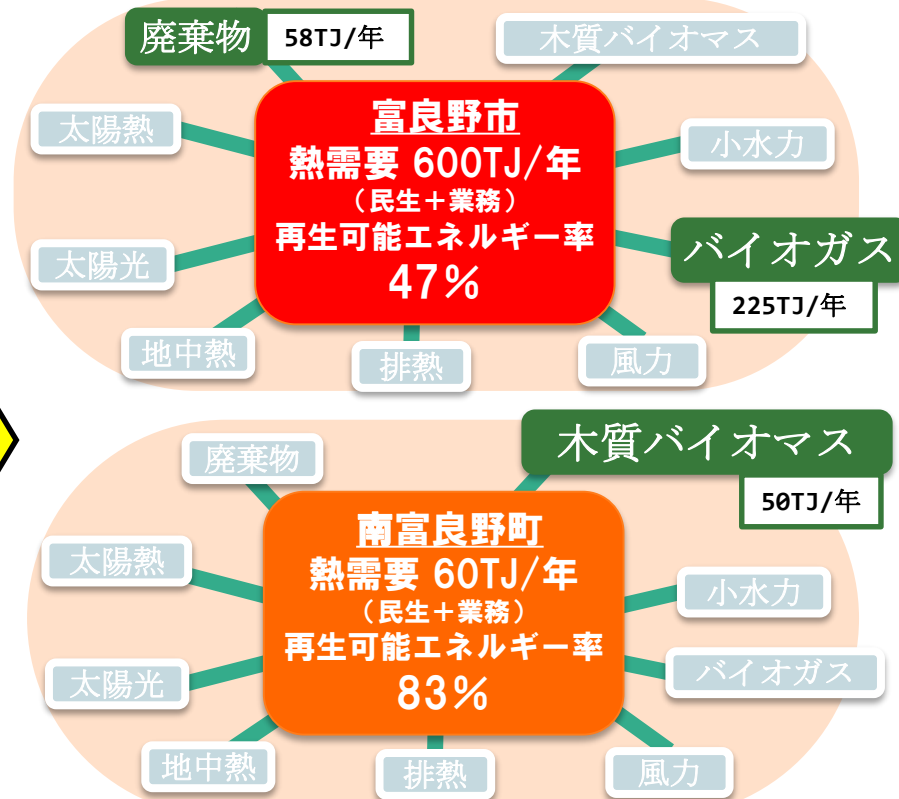 廃棄物
58TJ/年
木質バイオマス
太陽熱
小水力
富良野市
熱需要 600TJ/年
（民生＋業務）
再生可能エネルギー率
47%
太陽光
バイオガス
225TJ/年
地中熱
排熱
風力
廃棄物
木質バイオマス
50TJ/年
太陽熱
小水力
南富良野町
熱需要 60TJ/年
（民生＋業務）
再生可能エネルギー率
83%
太陽光
バイオガス
地中熱
排熱
風力